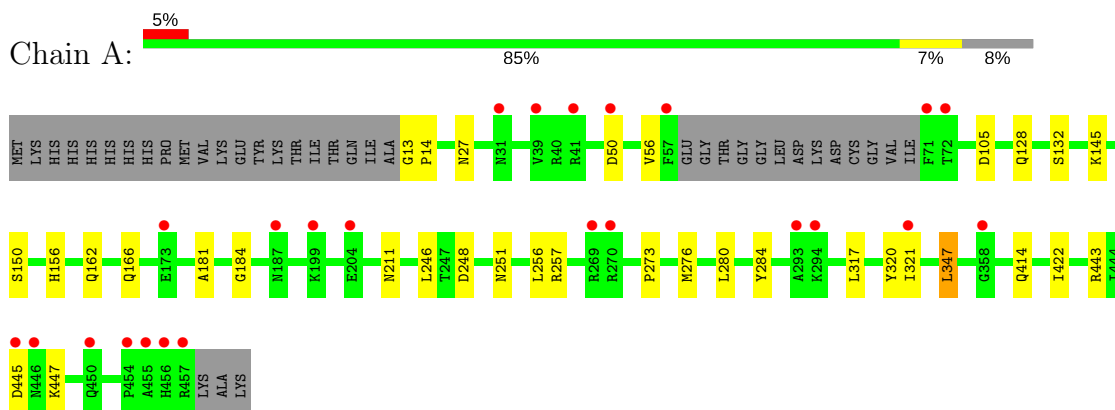 5%
Chain A:
85% 7% 8%
MET LYS HIS HIS HIS HIS HIS HIS PRO MET VAL LYS GLU TYR LYS THR ILE THR GLN ILE ILE ALA G13 P14 N27 N31 V39 R40 R41 D50 V56 F57 GLU GLY THR GLY GLY LEU ASP LYS ASP CYS GLY VAL ILE F71 T72 D105 Q128 S132 K145
S150 H156 Q162 Q166 E173 A181 G184 N187 K199 E204 N211 L246 T247 D248 N251 L256 R257 R269 R270 P273 M276 L280 Y284 A293 K294 L317 Y320 I321 L347 G358 Q414 I422 R443 I444
D445 N446 K447 Q450 P454 A455 H456 R457 LYS ALA LYS